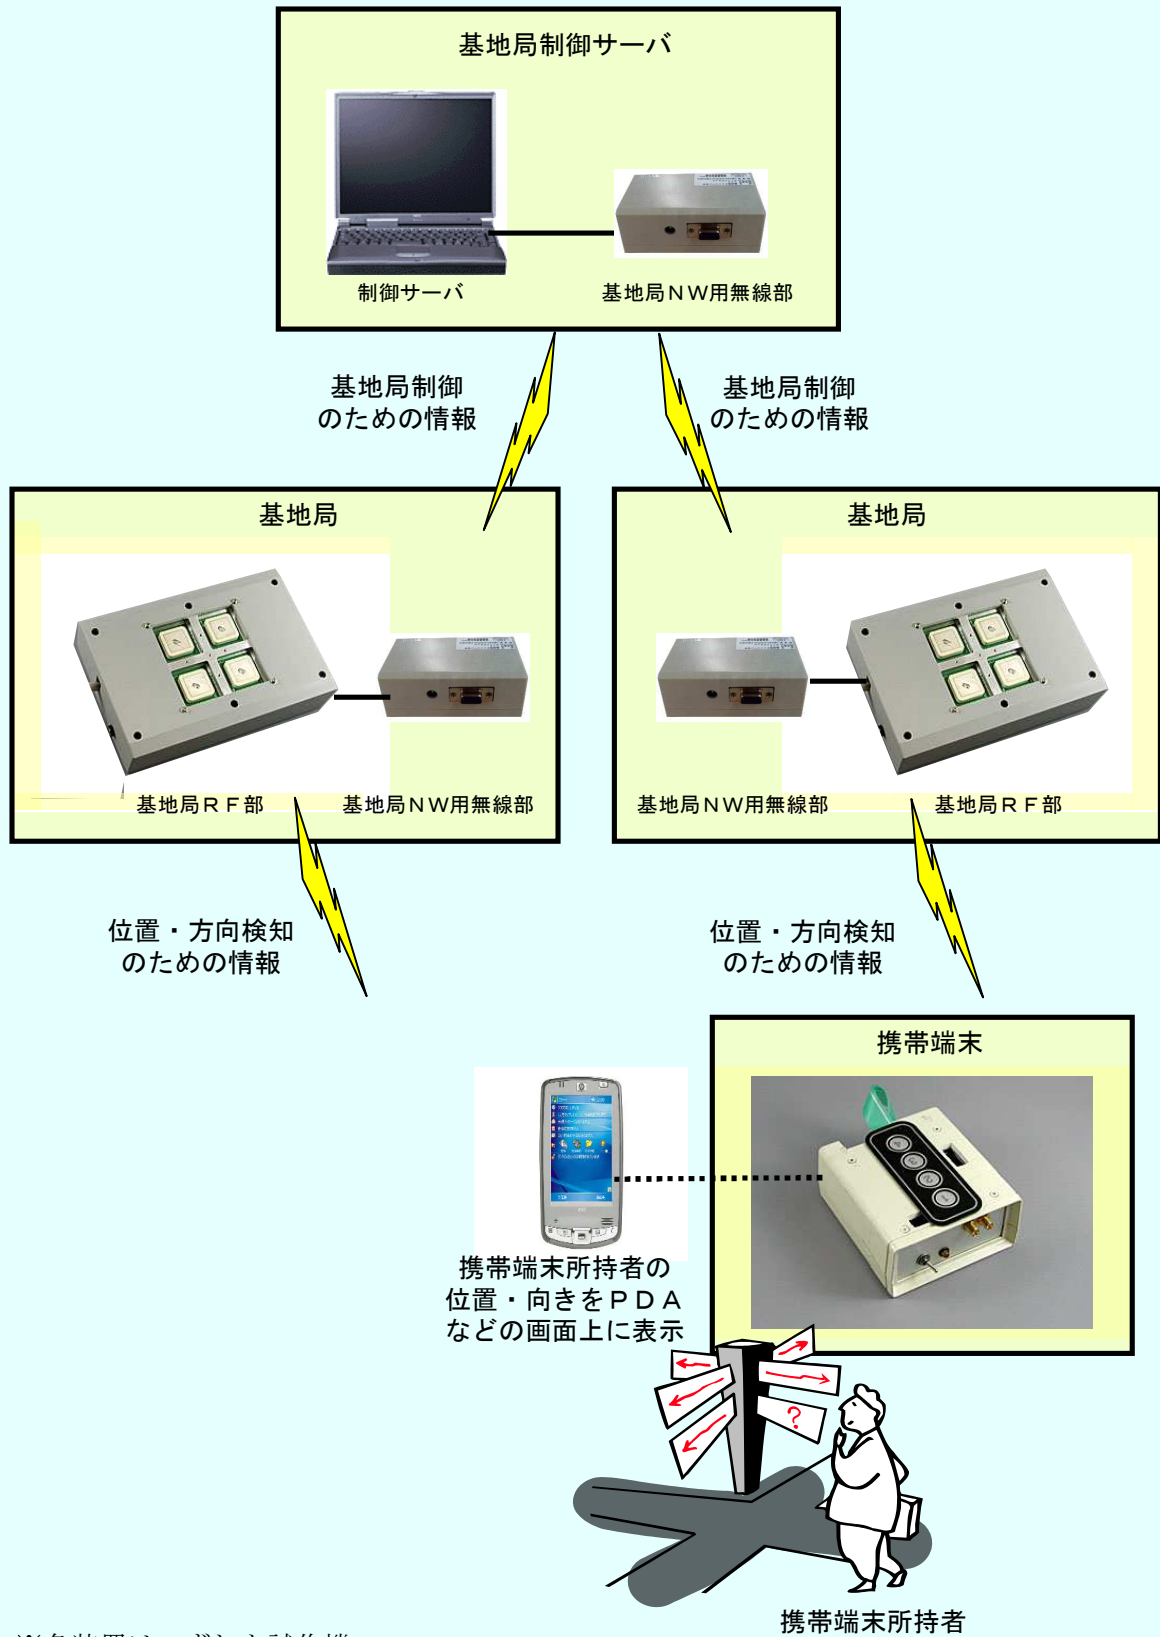 基地局制御サーバ
制御サーバ
基地局ＮＷ用無線部
基地局制御
のための情報
基地局制御
のための情報
基地局
基地局ＲＦ部
基地局ＮＷ用無線部
基地局
基地局ＮＷ用無線部
基地局ＲＦ部
位置・方向検知
のための情報
位置・方向検知
のための情報
携帯端末
4
3
2
1
携帯端末所持者の
位置・向きをＰＤＡ
などの画面上に表示
?
携帯端末所持者